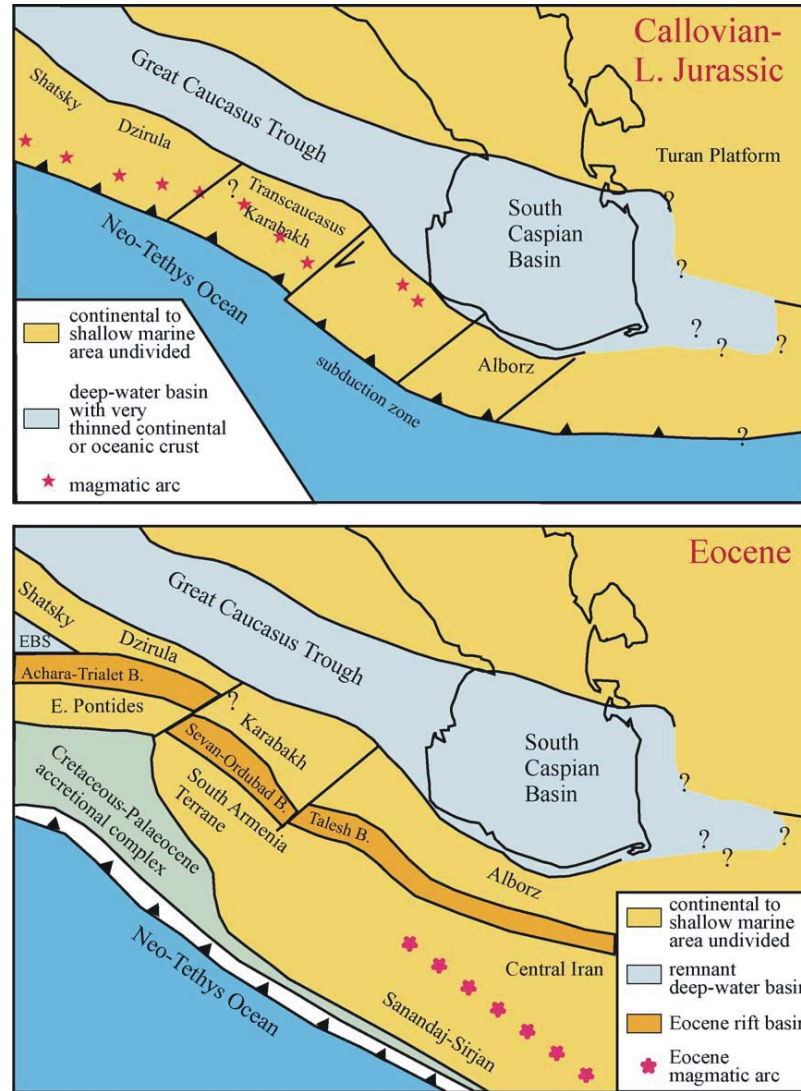 Callovian-
L. Jurassic
Shatsky
Dzirula
Great Caucasus Trough
Turan Platform
?
Transcaucasus
Karabakh
South
Caspian
Basin
?
?
?
?
?
Neo-Tethys Ocean
Alborz
subduction zone
?
continental to
shallow marine
area undivided
deep-water basin
with very
thinned continental
or oceanic crust
magmatic arc
Eocene
Shatsky
Dzirula
Great Caucasus Trough
EBS
Achara-Trialet B.
E. Pontides
?
Karabakh
Sevan-Ordubad B.
South Armenia
Terrane
Talesh B.
South
Caspian
Basin
?
?
?
?
Cretaceous-Palaeocene
accretional complex
Alborz
Central Iran
Sanandaj-Sirjan
Neo-Tethys Ocean
continental to
shallow marine
area undivided
remnant
deep-water basin
Eocene rift basin
Eocene
magmatic arc